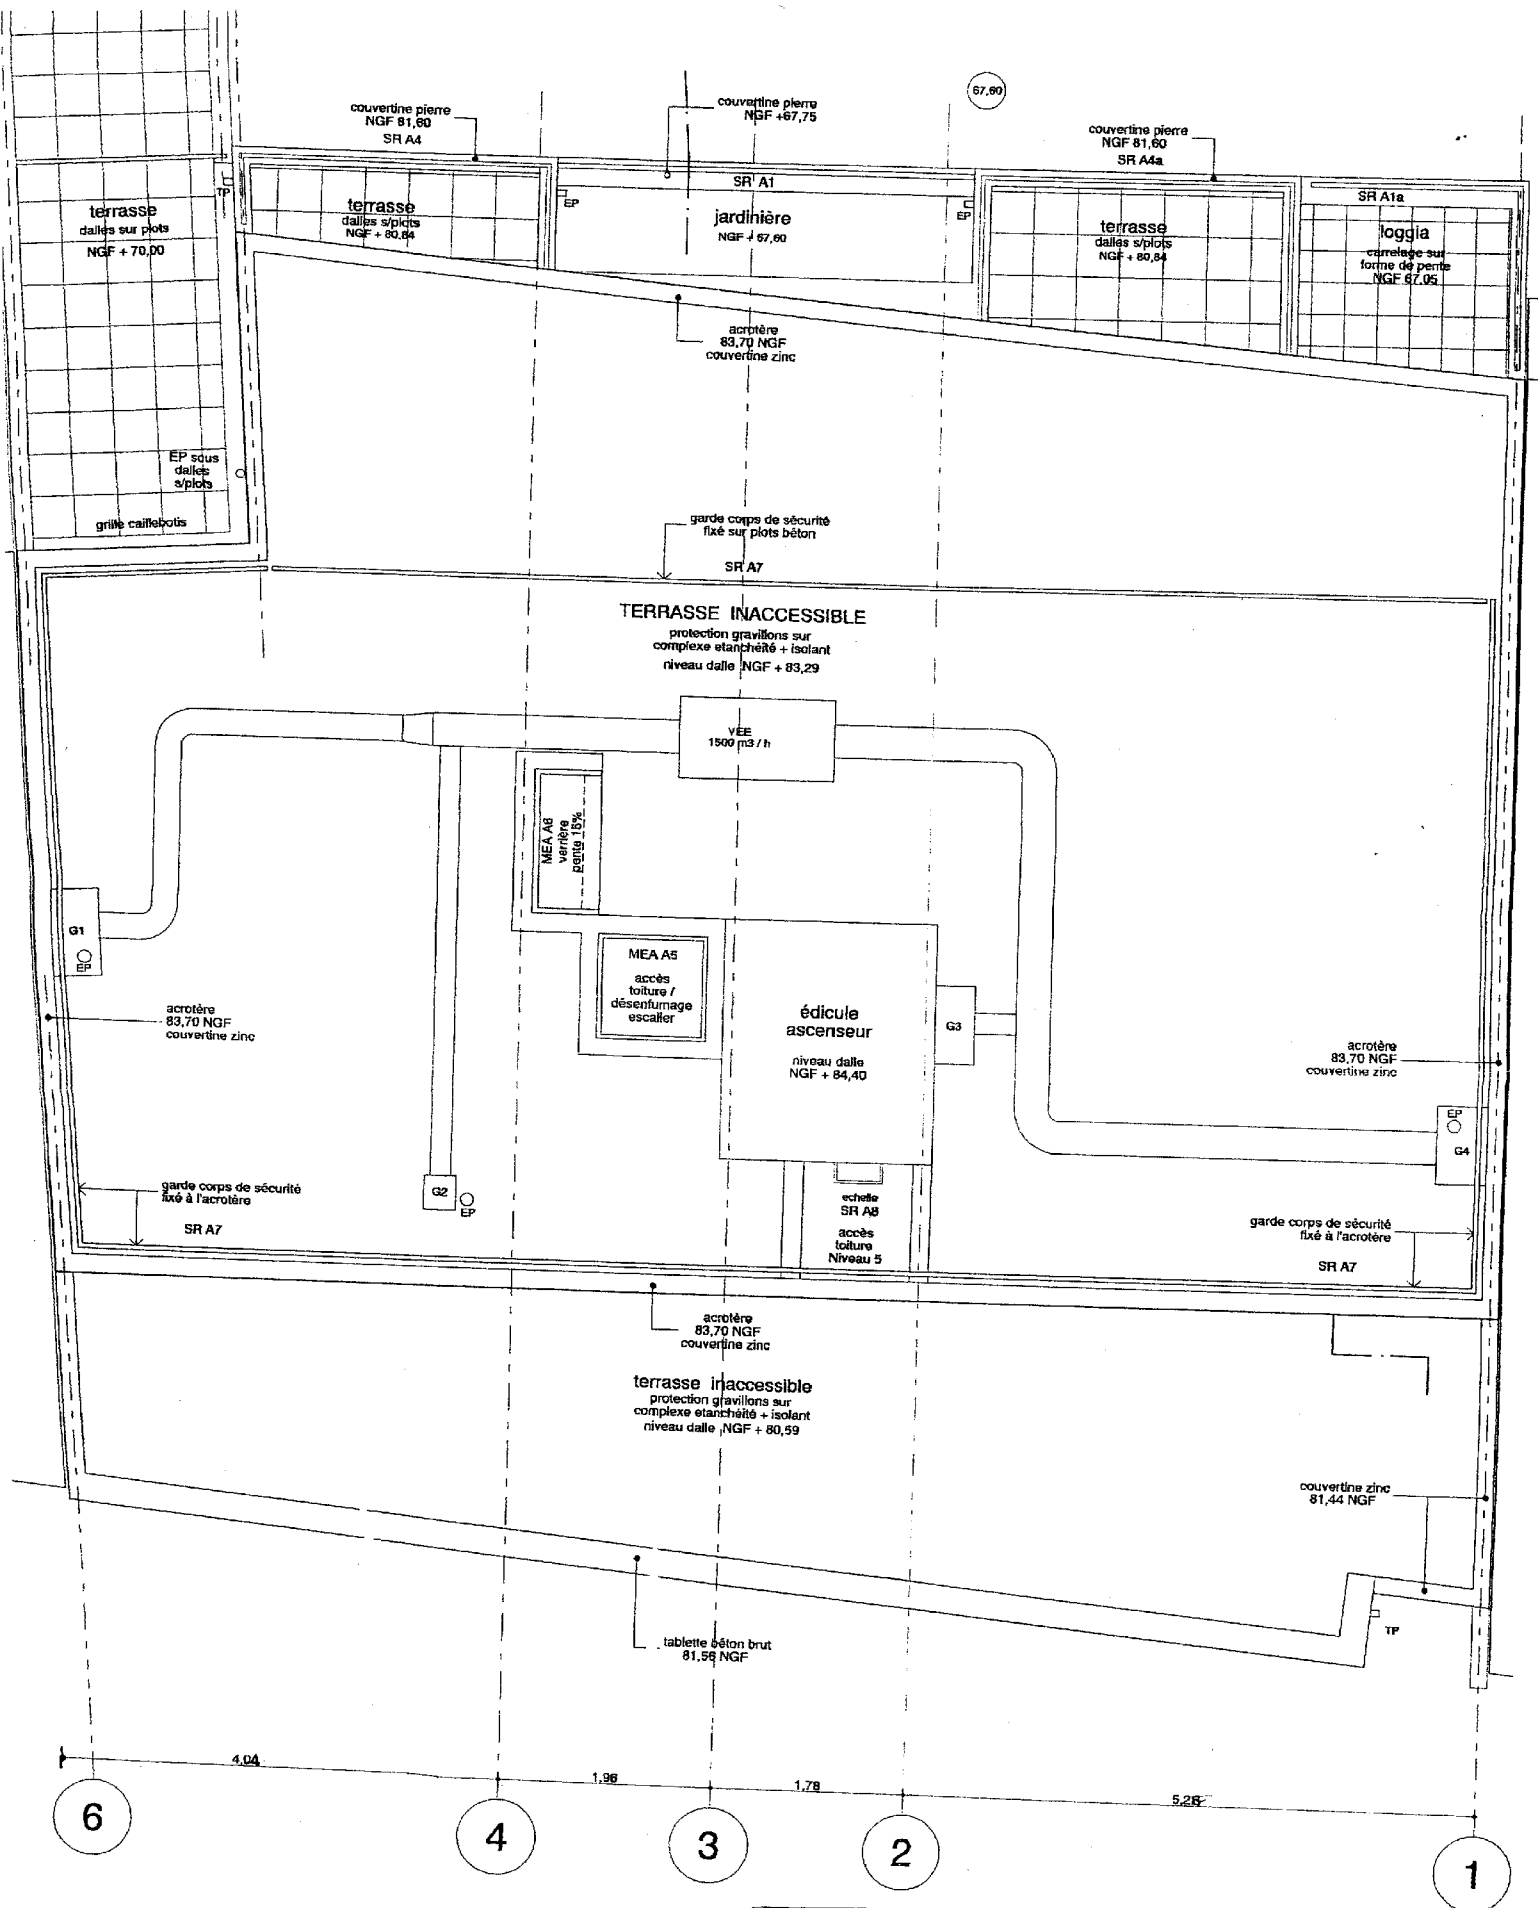 67,60
couvertine pierre
NGF 81,60
SR A4
couvertine pierre
NGF +67,75
couvertine pierre
NGF 81,60
SR A4a
TP
EP
EP
SR A1
SR A1a
terrasse
dalles sur plots
NGF + 70,00
terrasse
dalles s/plots
NGF + 80,84
jardinière
NGF + 67,60
terrasse
dalles s/plots
NGF + 80,84
loggia
carrelage sur
forme de pente
NGF 67.05
acrotère
83,70 NGF
couvertine zinc
EP sous
dalles
s/plots
grille caillebotis
garde corps de sécurité
fixé sur plots béton
SR A7
TERRASSE INACCESSIBLE
protection gravillons sur
complexe etanchéité + isolant
niveau dalle NGF + 83,29
VEE
1500 m3 / h
MEA A6
verrière
pente 15%
G1
EP
MEA A5
accès
toiture /
désenfumage
escalier
édicule
ascenseur
niveau dalle
NGF + 84,40
G3
acrotère
83,70 NGF
couvertine zinc
acrotère
83,70 NGF
couvertine zinc
EP
G4
G2
EP
garde corps de sécurité
fixé à l'acrotère
SR A7
echelle
SR A8
accès
toiture
Niveau 5
garde corps de sécurité
fixé à l'acrotère
SR A7
acrotère
83,70 NGF
couvertine zinc
terrasse inaccessible
protection gravillons sur
complexe etanchéité + isolant
niveau dalle NGF + 80,59
couvertine zinc
81,44 NGF
TP
tablette béton brut
81,56 NGF
4,04
1,96
1,78
6
4
3
2
1